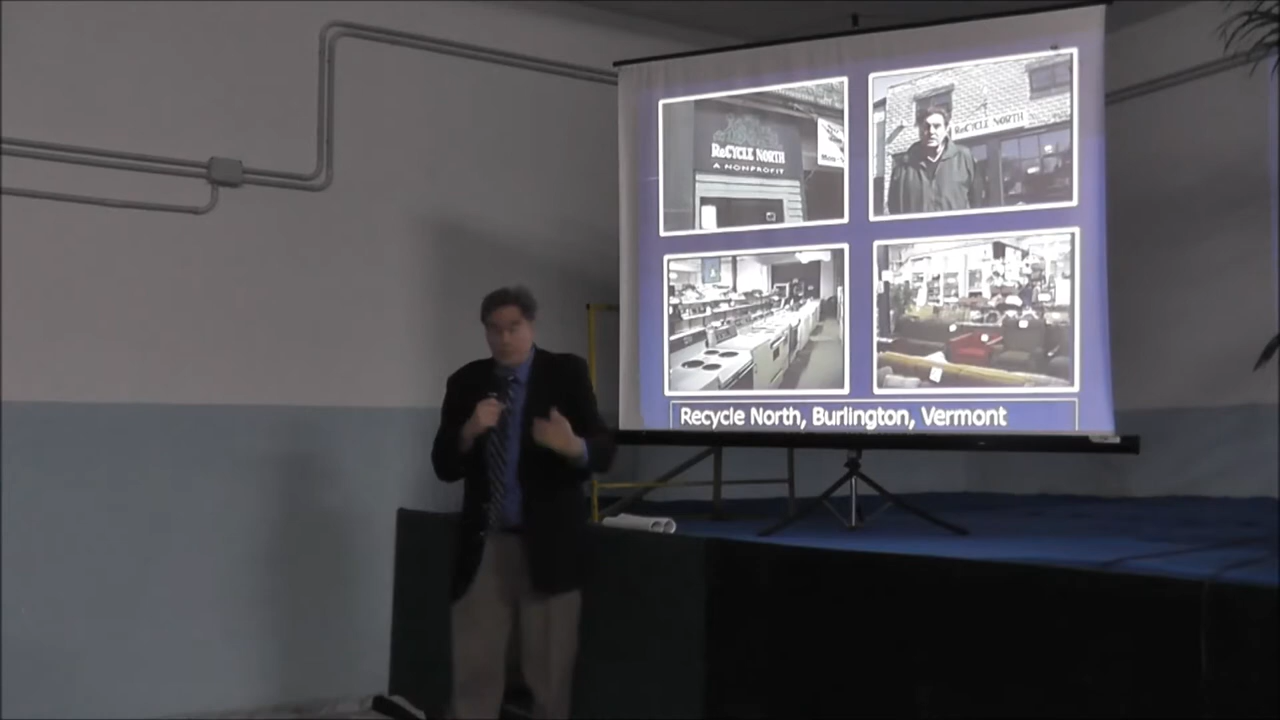 ReCYCLE NORTH
A NONPROFIT
ReCYCLE NORTH
Recycle North, Burlington, Vermont